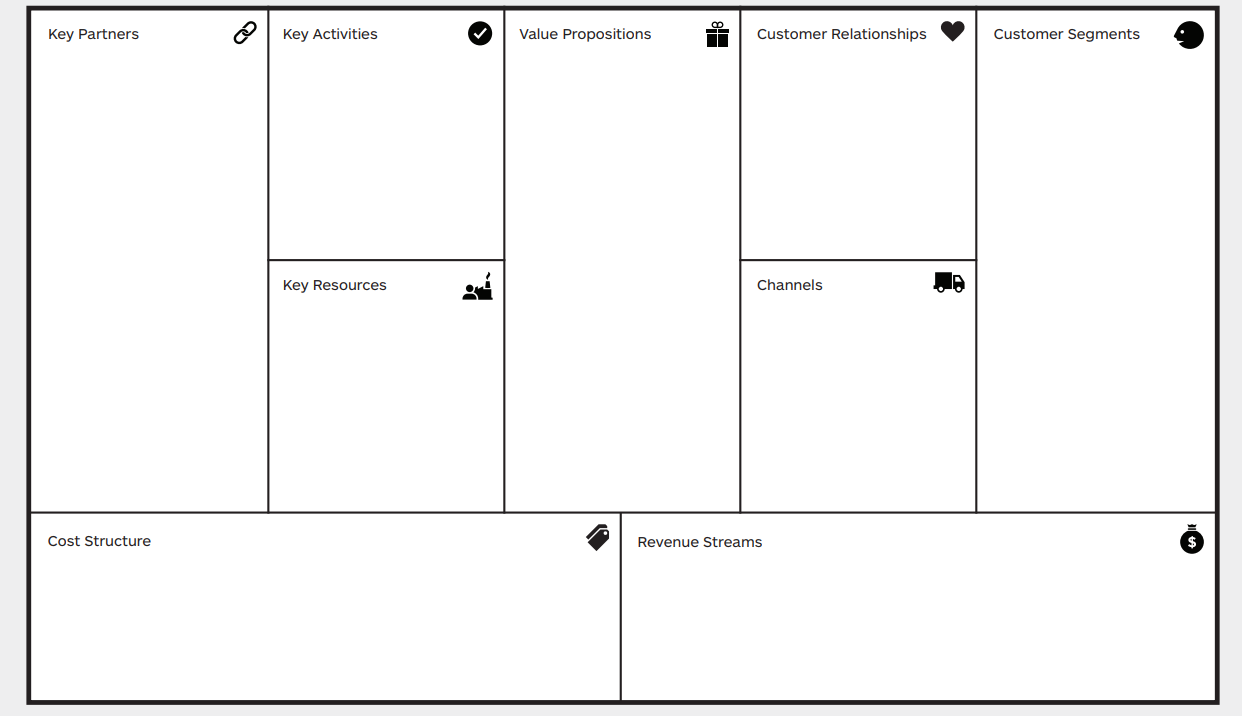 Key Partners
Key Activities
Value Propositions
Customer Relationships
Customer Segments
Key Resources
Channels
Cost Structure
Revenue Streams
$